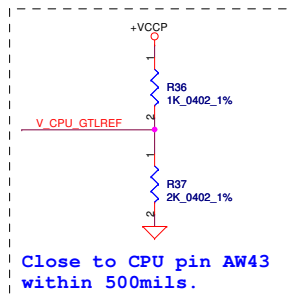 +VCCP
1
R36
1K_0402_1%
2
V_CPU_GTLREF
1
R37
2K_0402_1%
2
Close to CPU pin AW43
within 500mils.